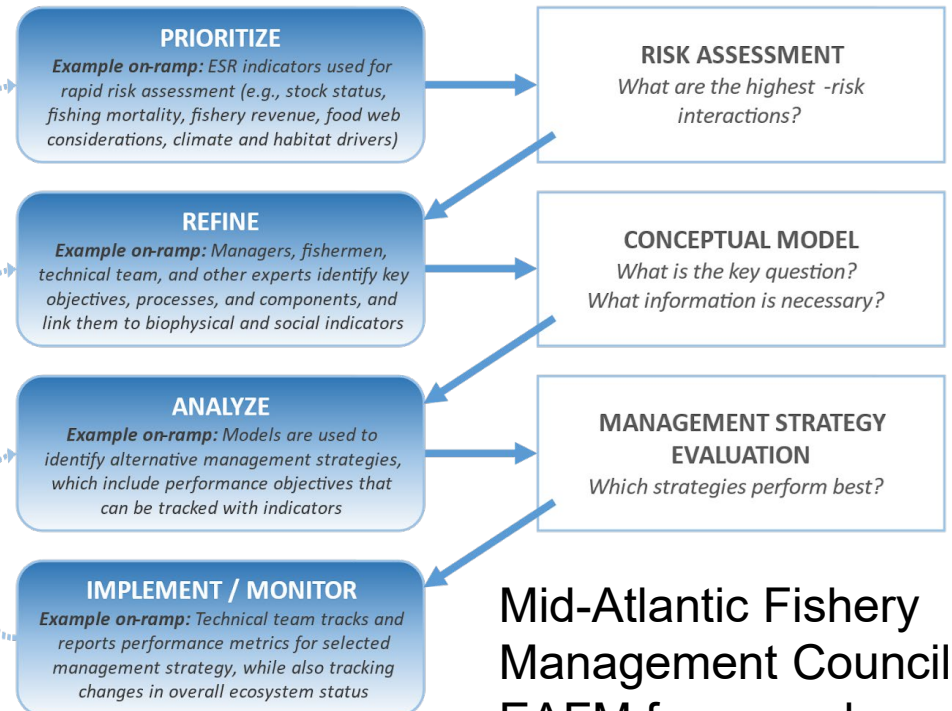 PRIORITIZE
Example on-ramp: ESR indicators used for
rapid risk assessment (e.g., stock status,
fishing mortality, fishery revenue, food web
considerations, climate and habitat drivers)
RISK ASSESSMENT
What are the highest -risk
interactions?
REFINE
Example on-ramp: Managers, fishermen,
technical team, and other experts identify key
objectives, processes, and components, and
link them to biophysical and social indicators
CONCEPTUAL MODEL
What is the key question?
What information is necessary?
ANALYZE
Example on-ramp: Models are used to
identify alternative management strategies,
which include performance objectives that
can be tracked with indicators
MANAGEMENT STRATEGY
EVALUATION
Which strategies perform best?
IMPLEMENT / MONITOR
Example on-ramp: Technical team tracks and
reports performance metrics for selected
management strategy, while also tracking
changes in overall ecosystem status
Mid-Atlantic Fishery
Management Council